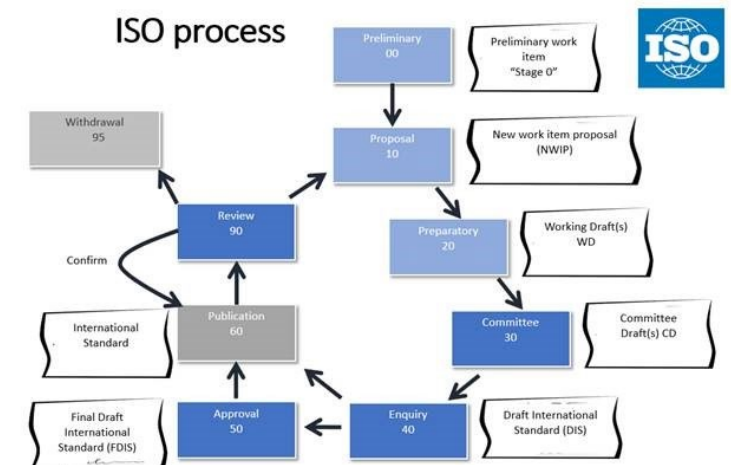 ISO process
Preliminary
00
Preliminary work
item
"Stage 0"
ISO
Withdrawal
95
Proposal
10
New work item proposal
(NWIP)
Review
90
Preparatory
20
Working Draft(s)
WD
Confirm
Publication
60
International
Standard
Committee
30
Committee
Draft(s) CD
Final Draft
International
Standard (FDIS)
Approval
50
Enquiry
40
Draft International
Standard (DIS)